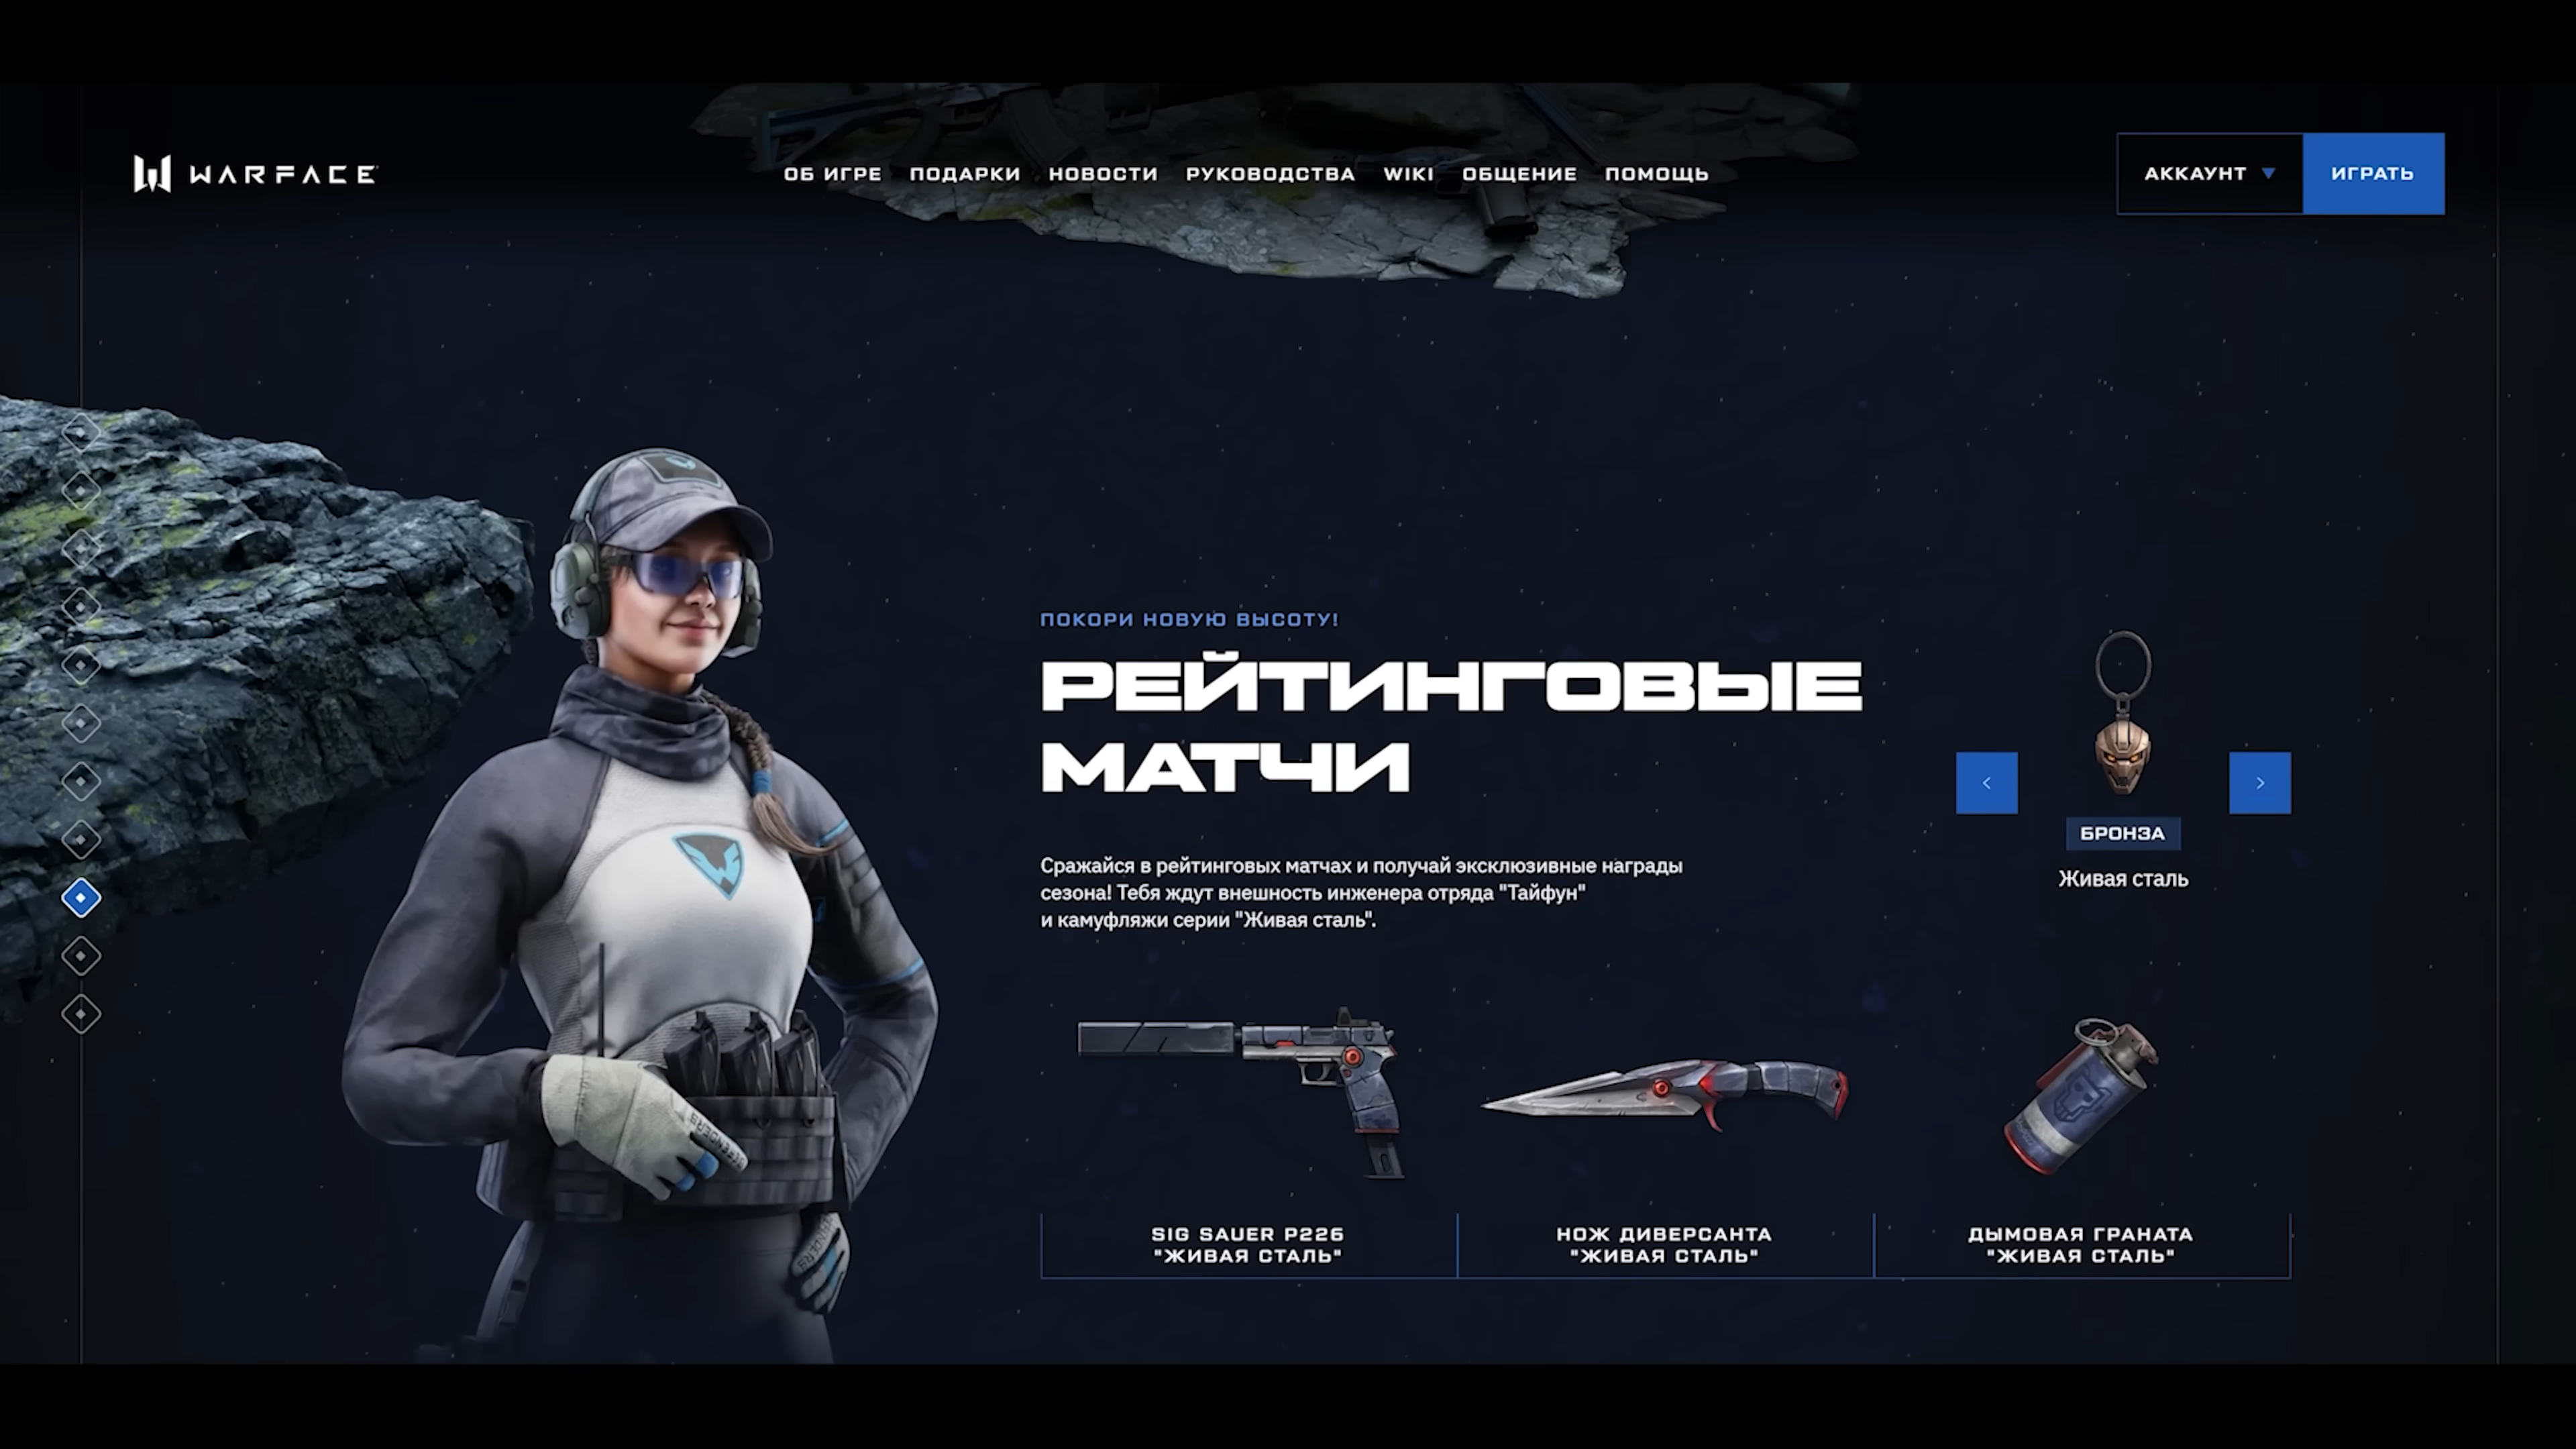 WARFACE
ОБ ИГРЕ ПОДАРКИ НОВОСТИ РУКОВОДСТВА WIKI ОБЩЕНИЕ ПОМОЩЬ
АККАУНТ ИГРАТЬ
ПОКОРИ НОВУЮ ВЫСОТУ!
РЕЙТИНГОВЫЕ
МАТЧИ
Сражайся в рейтинговых матчах и получай эксклюзивные награды
сезона! Тебя ждут внешность инженера отряда "Тайфун"
и камуфляжи серии "Живая сталь".
БРОНЗА
Живая сталь
SIG SAUER P226
"ЖИВАЯ СТАЛЬ"
НОЖ ДИВЕРСАНТА
"ЖИВАЯ СТАЛЬ"
ДЫМОВАЯ ГРАНАТА
"ЖИВАЯ СТАЛЬ"